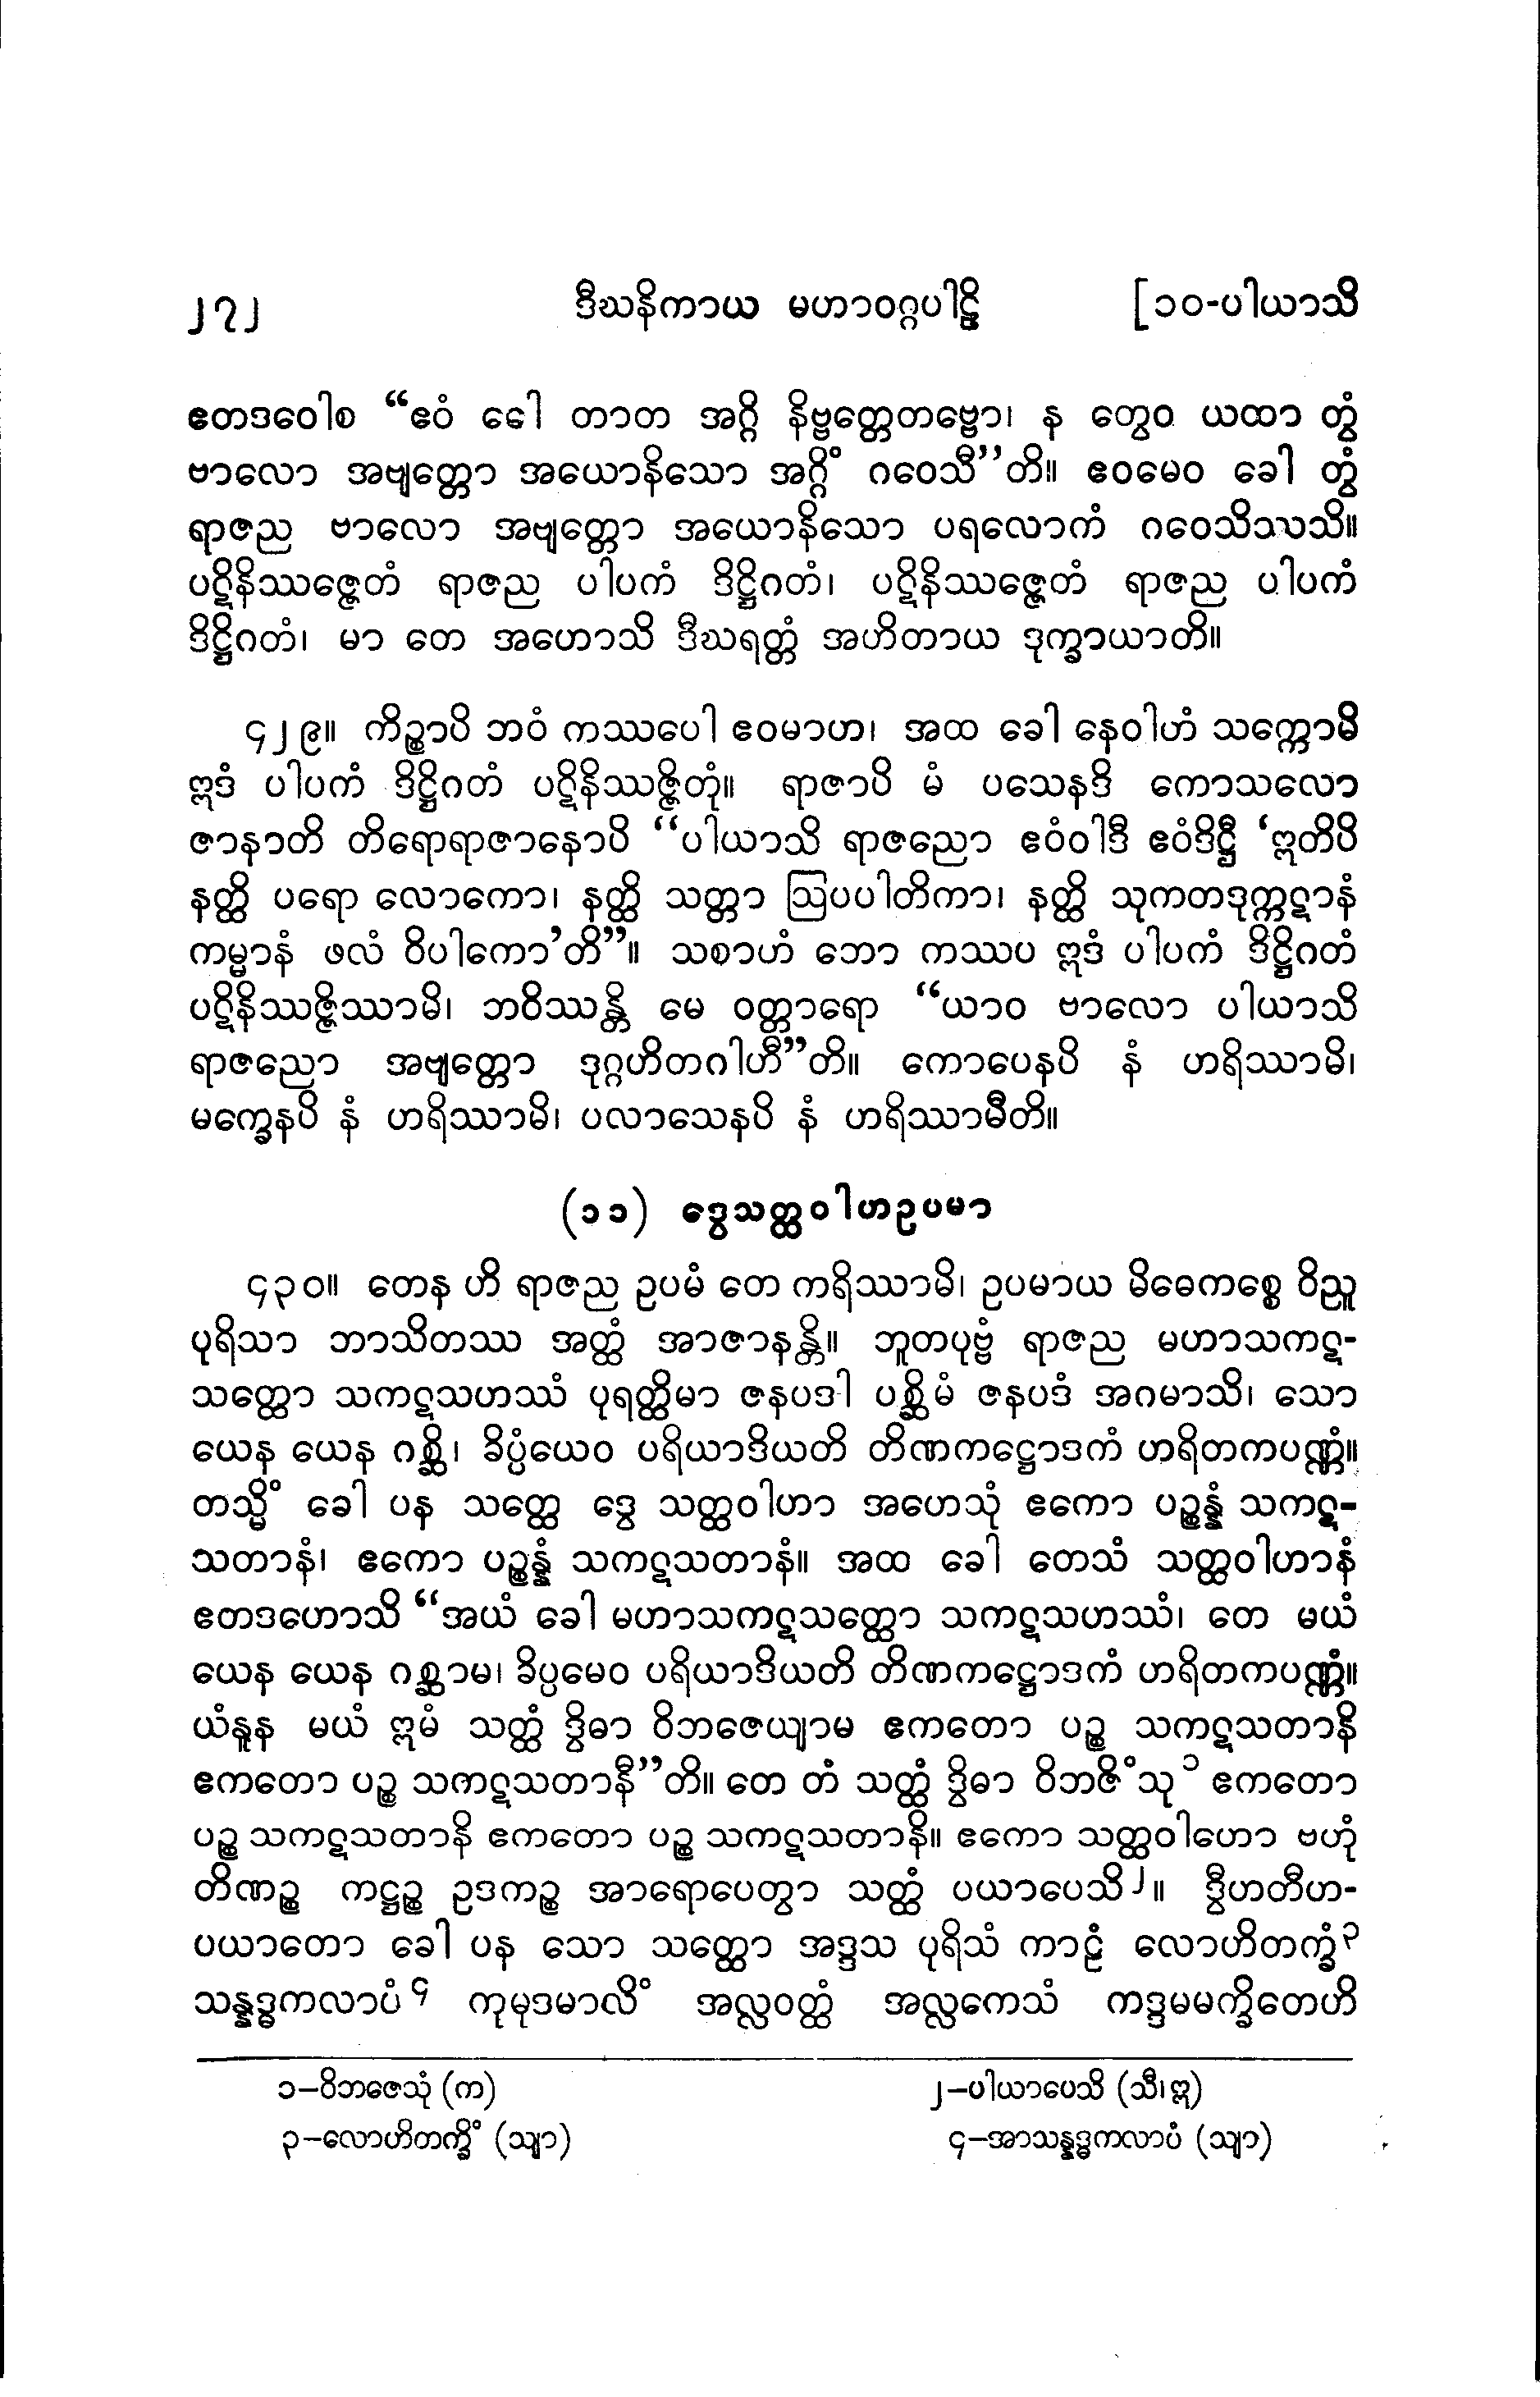 ၂၇၂ ဒီဃနိကာယ မဟာဝဂ္ဂပါဠိ [၁၀-ပါယာသိ
ဧတဒဝေါစ “ဧဝံ ခေါ တာတ အဂ္ဂိ နိဗ္ဗတ္တေတဗ္ဗော၊ န တွေဝ ယထာ တွံ
ဗာလော အဗျတ္တော အယောနိသော အဂ္ဂိံ ဂဝေသီ”တိ။ ဧဝမေဝ ခေါ တွံ
ရာဇည ဗာလော အဗျတ္တော အယောနိသော ပရလောကံ ဂဝေသိဿသိ။
ပဋိနိဿဇ္ဇေတံ ရာဇည ပါပကံ ဒိဋ္ဌိဂတံ၊ ပဋိနိဿဇ္ဇေတံ ရာဇည ပါပကံ
ဒိဋ္ဌိဂတံ၊ မာ တေ အဟောသိ ဒီဃရတ္တံ အဟိတာယ ဒုက္ခာယာတိ။
၄၂၉။ ကိဉ္စာပိ ဘဝံ ကဿပေါ ဧဝမာဟ၊ အထ ခေါ နေဝါဟံ သက္ကောမိ
ဣဒံ ပါပကံ ဒိဋ္ဌိဂတံ ပဋိနိဿဇ္ဇိတုံ။ ရာဇာပိ မံ ပသေနဒိ ကောသလော
ဇာနာတိ တိရောရာဇာနောပိ “ပါယာသိ ရာဇညော ဧဝံဝါဒီ ဧဝံဒိဋ္ဌီ ‘ဣတိပိ
နတ္ထိ ပရော လောကော၊ နတ္ထိ သတ္တာ ဩပပါတိကာ၊ နတ္ထိ သုကတဒုက္ကဋာနံ
ကမ္မာနံ ဖလံ ဝိပါကော’တိ”။ သစာဟံ ဘော ကဿပ ဣဒံ ပါပကံ ဒိဋ္ဌိဂတံ
ပဋိနိဿဇ္ဇိဿာမိ၊ ဘဝိဿန္တိ မေ ဝတ္တာရော “ယာဝ ဗာလော ပါယာသိ
ရာဇညော အဗျတ္တော ဒုဂ္ဂဟိတဂါဟီ”တိ။ ကောပေနပိ နံ ဟရိဿာမိ၊
မက္ခေနပိ နံ ဟရိဿာမိ၊ ပလာသေနပိ နံ ဟရိဿာမီတိ။
(၁၁) ဒွေသတ္ထဝါဟဥပမာ
၄၃၀။ တေန ဟိ ရာဇည ဥပမံ တေ ကရိဿာမိ၊ ဥပမာယ မိဓေကစ္စေ ဝိညူ
ပုရိသာ ဘာသိတဿ အတ္ထံ အာဇာနန္တိ။ ဘူတပုဗ္ဗံ ရာဇည မဟာသကဋ-
သတ္ထော သကဋသဟဿံ ပုရတ္ထိမာ ဇနပဒါ ပစ္ဆိမံ ဇနပဒံ အဂမာသိ၊ သော
ယေန ယေန ဂစ္ဆိ၊ ခိပ္ပံယေဝ ပရိယာဒိယတိ တိဏကဋ္ဌောဒကံ ဟရိတကပဏ္ဏံ။
တသ္မိံ ခေါ ပန သတ္ထေ ဒွေ သတ္ထဝါဟာ အဟေသုံ ဧကော ပဉ္စန္နံ သကဋ-
သတာနံ၊ ဧကော ပဉ္စန္နံ သကဋသတာနံ။ အထ ခေါ တေသံ သတ္ထဝါဟာနံ
ဧတဒဟောသိ “အယံ ခေါ မဟာသကဋသတ္ထော သကဋသဟဿံ၊ တေ မယံ
ယေန ယေန ဂစ္ဆာမ၊ ခိပ္ပမေဝ ပရိယာဒိယတိ တိဏကဋ္ဌောဒကံ ဟရိတကပဏ္ဏံ။
ယံနူန မယံ ဣမံ သတ္ထံ ဒွိဓာ ဝိဘဇေယျာမ ဧကတော ပဉ္စ သကဋသတာနိ
ဧကတော ပဉ္စ သကဋသတာနီ”တိ။ တေ တံ သတ္ထံ ဒွိဓာ ဝိဘဇိံသု၁ ဧကတော
ပဉ္စ သကဋသတာနိ ဧကတော ပဉ္စ သကဋသတာနိ။ ဧကော သတ္ထဝါဟော ဗဟုံ
တိဏဉ္စ ကဋ္ဌဉ္စ ဥဒကဉ္စ အာရောပေတွာ သတ္ထံ ပယာပေသိ၂။ ဒွီဟတီဟ-
ပယာတော ခေါ ပန သော သတ္ထော အဒ္ဒသ ပုရိသံ ကာဠံ လောဟိတက္ခံ၃
သန္နဒ္ဓကလာပံ၄ ကုမုဒမာလိံ အလ္လဝတ္ထံ အလ္လကေသံ ကဒ္ဒမမက္ခိတေဟိ
၁–ဝိဘဇေသုံ (က) ၂–ပါယာပေသိ (သီ၊ ဣ)
၃–လောဟိတက္ခိံ (သျာ) ၄–အာသန္နဒ္ဓကလာပံ (သျာ)